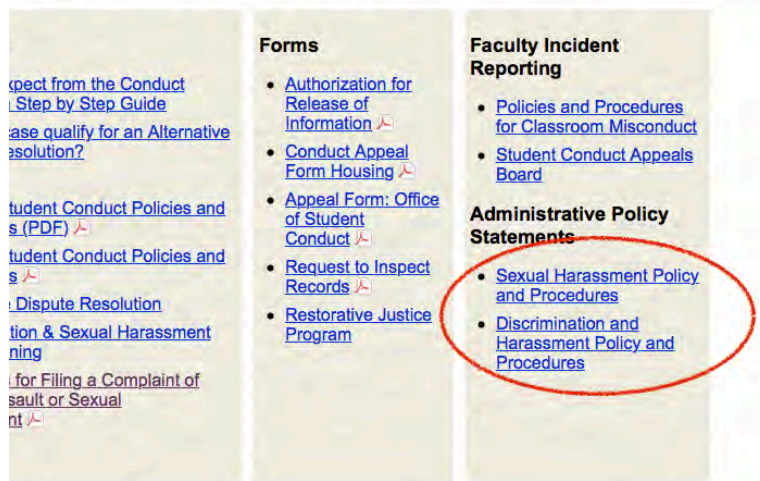 xpect from the Conduct
Step by Step Guide
case qualify for an Alternative
esolution?
tudent Conduct Policies and
s (PDF)
tudent Conduct Policies and
s
Dispute Resolution
tion & Sexual Harassment
ning
for Filing a Complaint of
sault or Sexual
nt
Forms
• Authorization for
Release of
Information
• Conduct Appeal
Form Housing
• Appeal Form: Office
of Student
Conduct
• Request to Inspect
Records
• Restorative Justice
Program
Faculty Incident
Reporting
• Policies and Procedures
for Classroom Misconduct
• Student Conduct Appeals
Board
Administrative Policy
Statements
• Sexual Harassment Policy
and Procedures
• Discrimination and
Harassment Policy and
Procedures